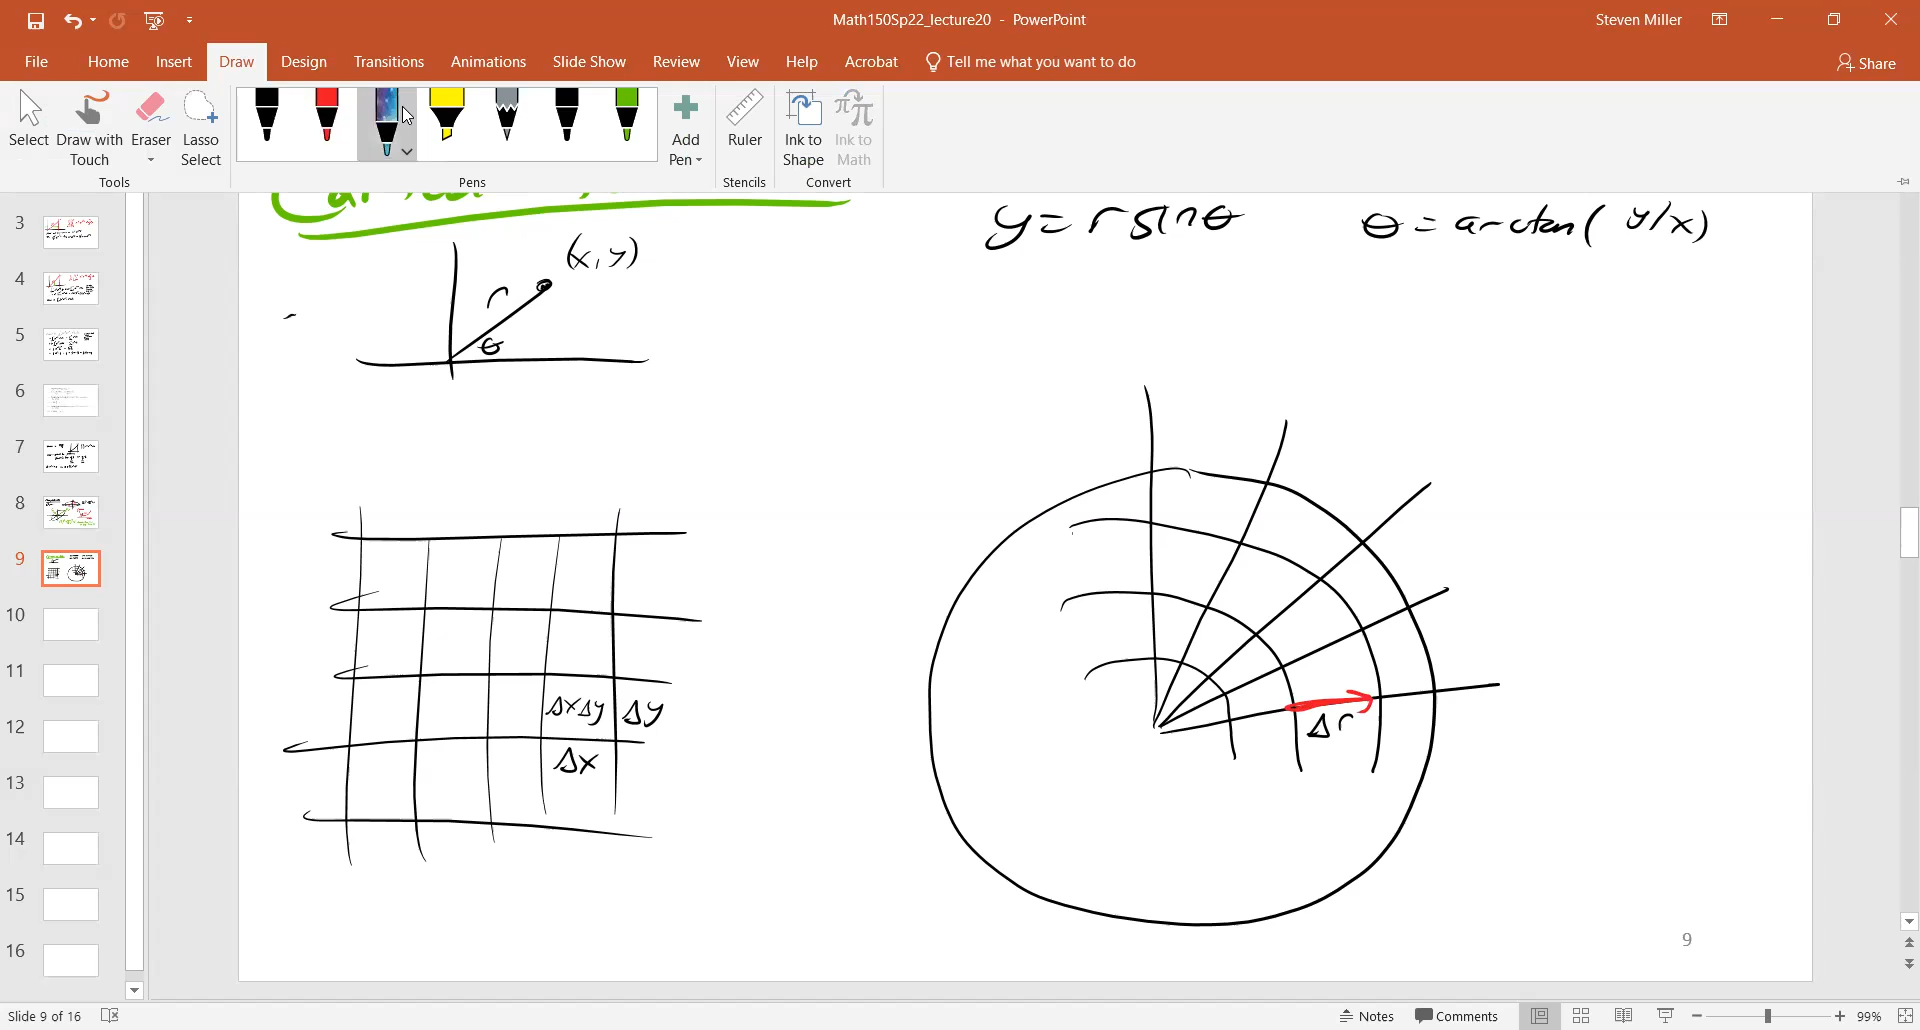 Math150Sp22_lecture20 - PowerPoint
Steven Miller
File Home Insert Draw Design Transitions Animations Slide Show Review View Help Acrobat Tell me what you want to do
Share
Select
Draw with Touch
Eraser
Lasso Select
Tools
Pens
Add Pen
Ruler
Stencils
Ink to Shape
Ink to Math
Convert
3
4
5
6
7
8
9
10
11
12
13
14
15
16
y = r sin θ
θ = arctan( y/x)
(x, y)
r
θ
ΔxΔy
Δy
Δx
Δr
9
Slide 9 of 16
Notes
Comments
99%